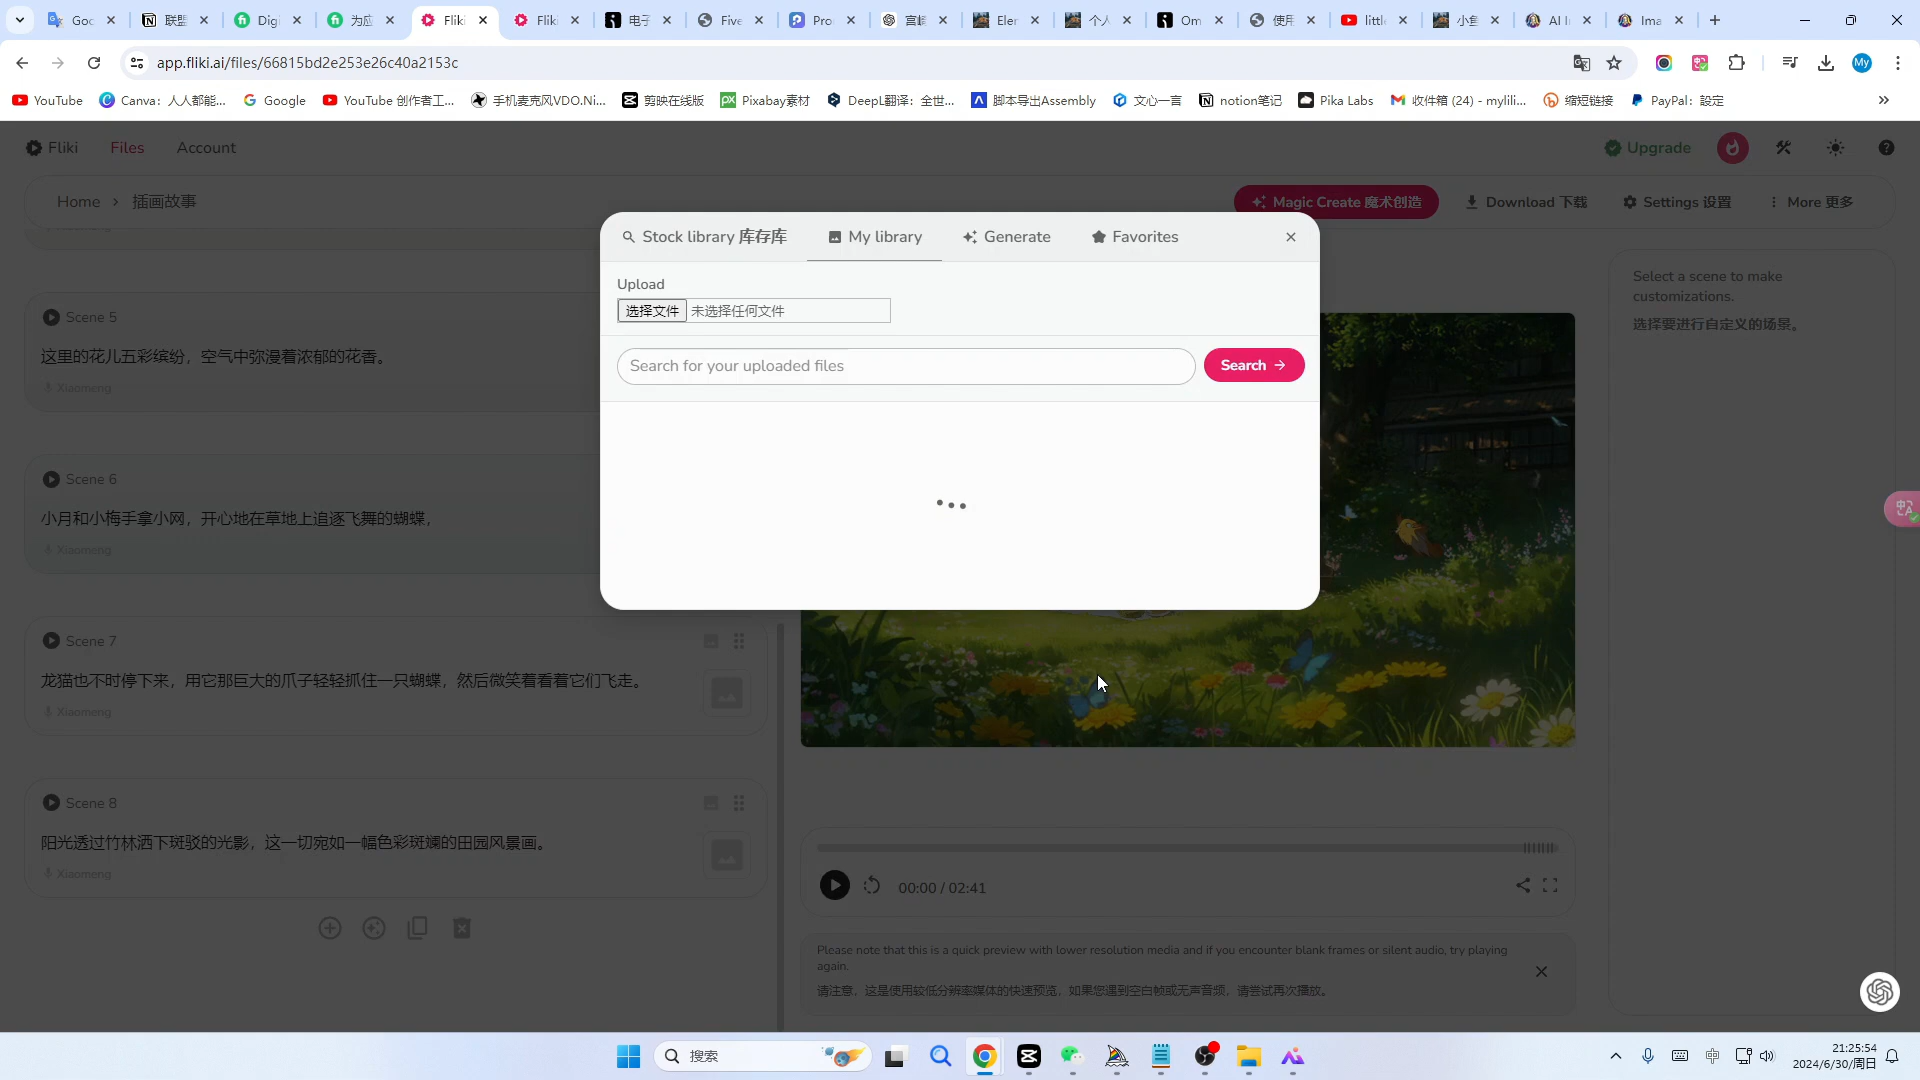 Goo
联盟
Digi
为应
Fliki
Flik
电子
Five
Pro
宫崎
Eler
个人
Om
使用
littl
小鱼
AI I
Ima
app.fliki.ai/files/66815bd2e253e26c40a2153c
My
YouTube
Canva：人人都能...
Google
YouTube 创作者工...
手机麦克风VDO.Ni...
剪映在线版
Pixabay素材
DeepL翻译：全世...
脚本导出Assembly
文心一言
notion笔记
Pika Labs
收件箱 (24) - mylili...
缩短链接
PayPal：設定
Fliki
Files
Account
Upgrade
Home > 插画故事
Magic Create 魔术创造
Download 下载
Settings 设置
More 更多
Stock library 库存库
My library
Generate
Favorites
Upload
选择文件 未选择任何文件
Search for your uploaded files
Search
Select a scene to make
customizations.
选择要进行自定义的场景。
Scene 5
这里的花儿五彩缤纷，空气中弥漫着浓郁的花香。
Xiaomeng
Scene 6
小月和小梅手拿小网，开心地在草地上追逐飞舞的蝴蝶，
Xiaomeng
Scene 7
龙猫也不时停下来，用它那巨大的爪子轻轻抓住一只蝴蝶，然后微笑着看着它们飞走。
Xiaomeng
Scene 8
阳光透过竹林洒下斑驳的光影，这一切宛如一幅色彩斑斓的田园风景画。
Xiaomeng
00:00 / 02:41
Please note that this is a quick preview with lower resolution media and if you encounter blank frames or silent audio, try playing
again.
请注意，这是使用较低分辨率媒体的快速预览，如果您遇到空白帧或无声音频，请尝试再次播放。
搜索
中
21:25:54
2024/6/30/周日